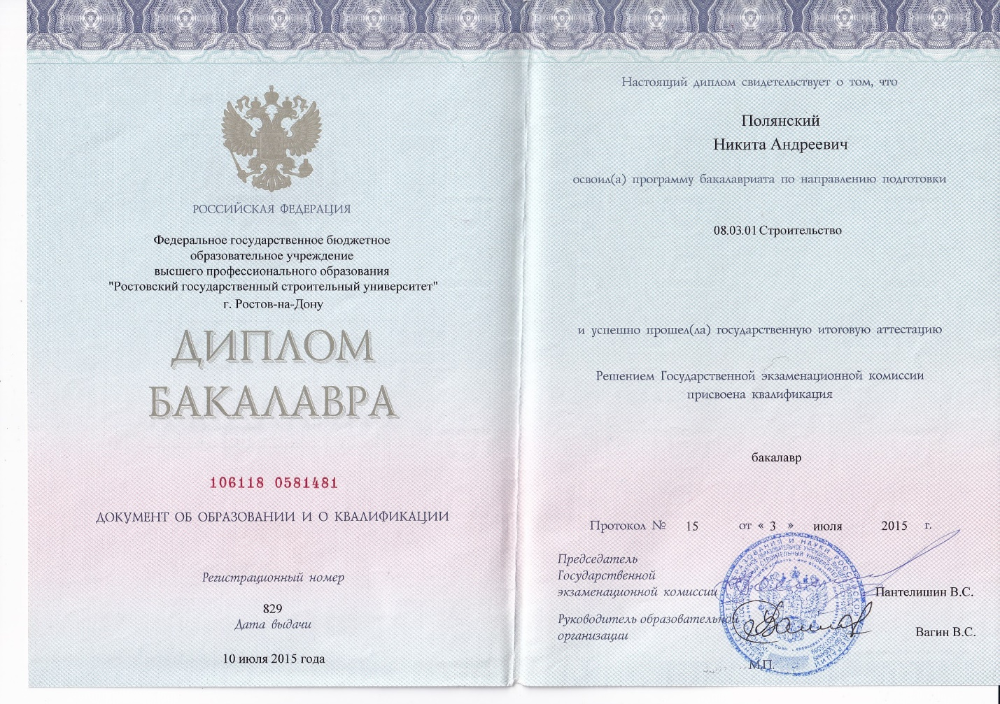 РОССИЙСКАЯ ФЕДЕРАЦИЯ
Федеральное государственное бюджетное
образовательное учреждение
высшего профессионального образования
"Ростовский государственный строительный университет"
г. Ростов-на-Дону
ДИПЛОМ
БАКАЛАВРА
106118 0581481
ДОКУМЕНТ ОБ ОБРАЗОВАНИИ И О КВАЛИФИКАЦИИ
Регистрационный номер
829
Дата выдачи
10 июля 2015 года
Настоящий диплом свидетельствует о том, что
Полянский
Никита Андреевич
освоил(а) программу бакалавриата по направлению подготовки
08.03.01 Строительство
и успешно прошел(ла) государственную итоговую аттестацию
Решением Государственной экзаменационной комиссии
присвоена квалификация
бакалавр
Протокол № 15 от « 3 » июля 2015 г.
Председатель
Государственной
экзаменационной комиссии Пантелишин В.С.
Руководитель образовательной
организации Вагин В.С.
М.П.